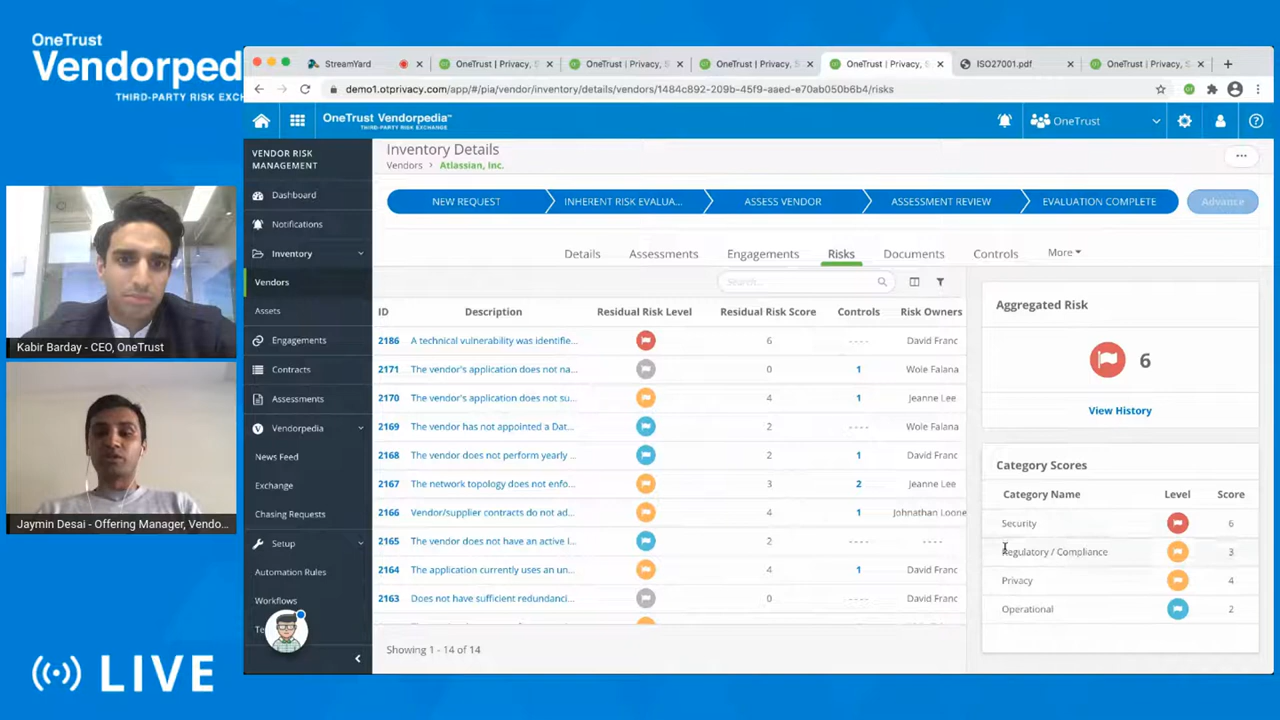 OneTrust
Vendorped
THIRD-PARTY RISK EXC
Kabir Barday - CEO, OneTrust
Jaymin Desai - Offering Manager, Vendo...
LIVE
StreamYard
OneTrust | Privacy, S
OneTrust | Privacy, S
OneTrust | Privacy, S
OneTrust | Privacy, S
ISO27001.pdf
OneTrust | Privacy, S
demo1.otprivacy.com/app/#/pia/vendor/inventory/details/vendors/1484c892-209b-45f9-aaed-e70ab050b6b4/risks
OneTrust Vendorpedia™
THIRD-PARTY RISK EXCHANGE
OneTrust
VENDOR RISK
MANAGEMENT
Dashboard
Notifications
Inventory
Vendors
Assets
Engagements
Contracts
Assessments
Vendorpedia
News Feed
Exchange
Chasing Requests
Setup
Automation Rules
Workflows
Te
Inventory Details
Vendors > Atlassian, Inc.
NEW REQUEST
INHERENT RISK EVALUA...
ASSESS VENDOR
ASSESSMENT REVIEW
EVALUATION COMPLETE
Advance
Details
Assessments
Engagements
Risks
Documents
Controls
More
Search...
ID Description Residual Risk Level Residual Risk Score Controls Risk Owners
2186 A technical vulnerability was identifie... 6 ---- David Franc
2171 The vendor's application does not na... 0 1 Wole Falana
2170 The vendor's application does not su... 4 1 Jeanne Lee
2169 The vendor has not appointed a Dat... 2 ---- Wole Falana
2168 The vendor does not perform yearly ... 2 1 David Franc
2167 The network topology does not enfo... 3 2 Jeanne Lee
2166 Vendor/supplier contracts do not ad... 4 1 Johnathan Loone
2165 The vendor does not have an active I... 2 ---- ----
2164 The application currently uses an un... 4 1 David Franc
2163 Does not have sufficient redundanci... 0 ---- David Franc
Showing 1 - 14 of 14
Aggregated Risk
6
View History
Category Scores
Category Name Level Score
Security 6
Regulatory / Compliance 3
Privacy 4
Operational 2